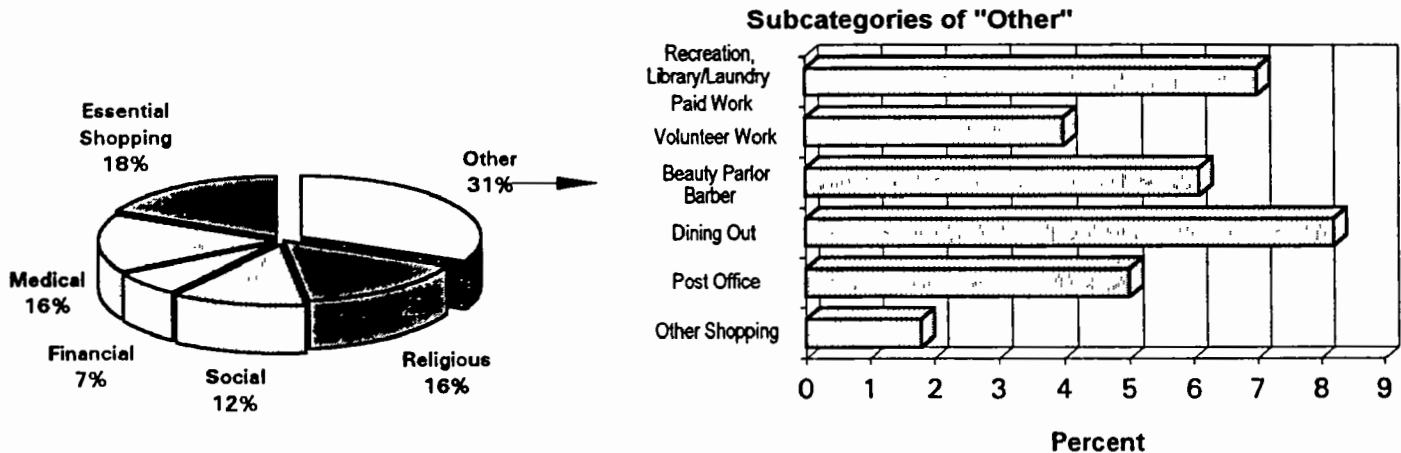 Essential
Shopping
18%
Other
31%
Medical
16%
Financial
7%
Social
12%
Religious
16%
Subcategories of "Other"
Recreation,
Library/Laundry
Paid Work
Volunteer Work
Beauty Parlor
Barber
Dining Out
Post Office
Other Shopping
0 1 2 3 4 5 6 7 8 9
Percent